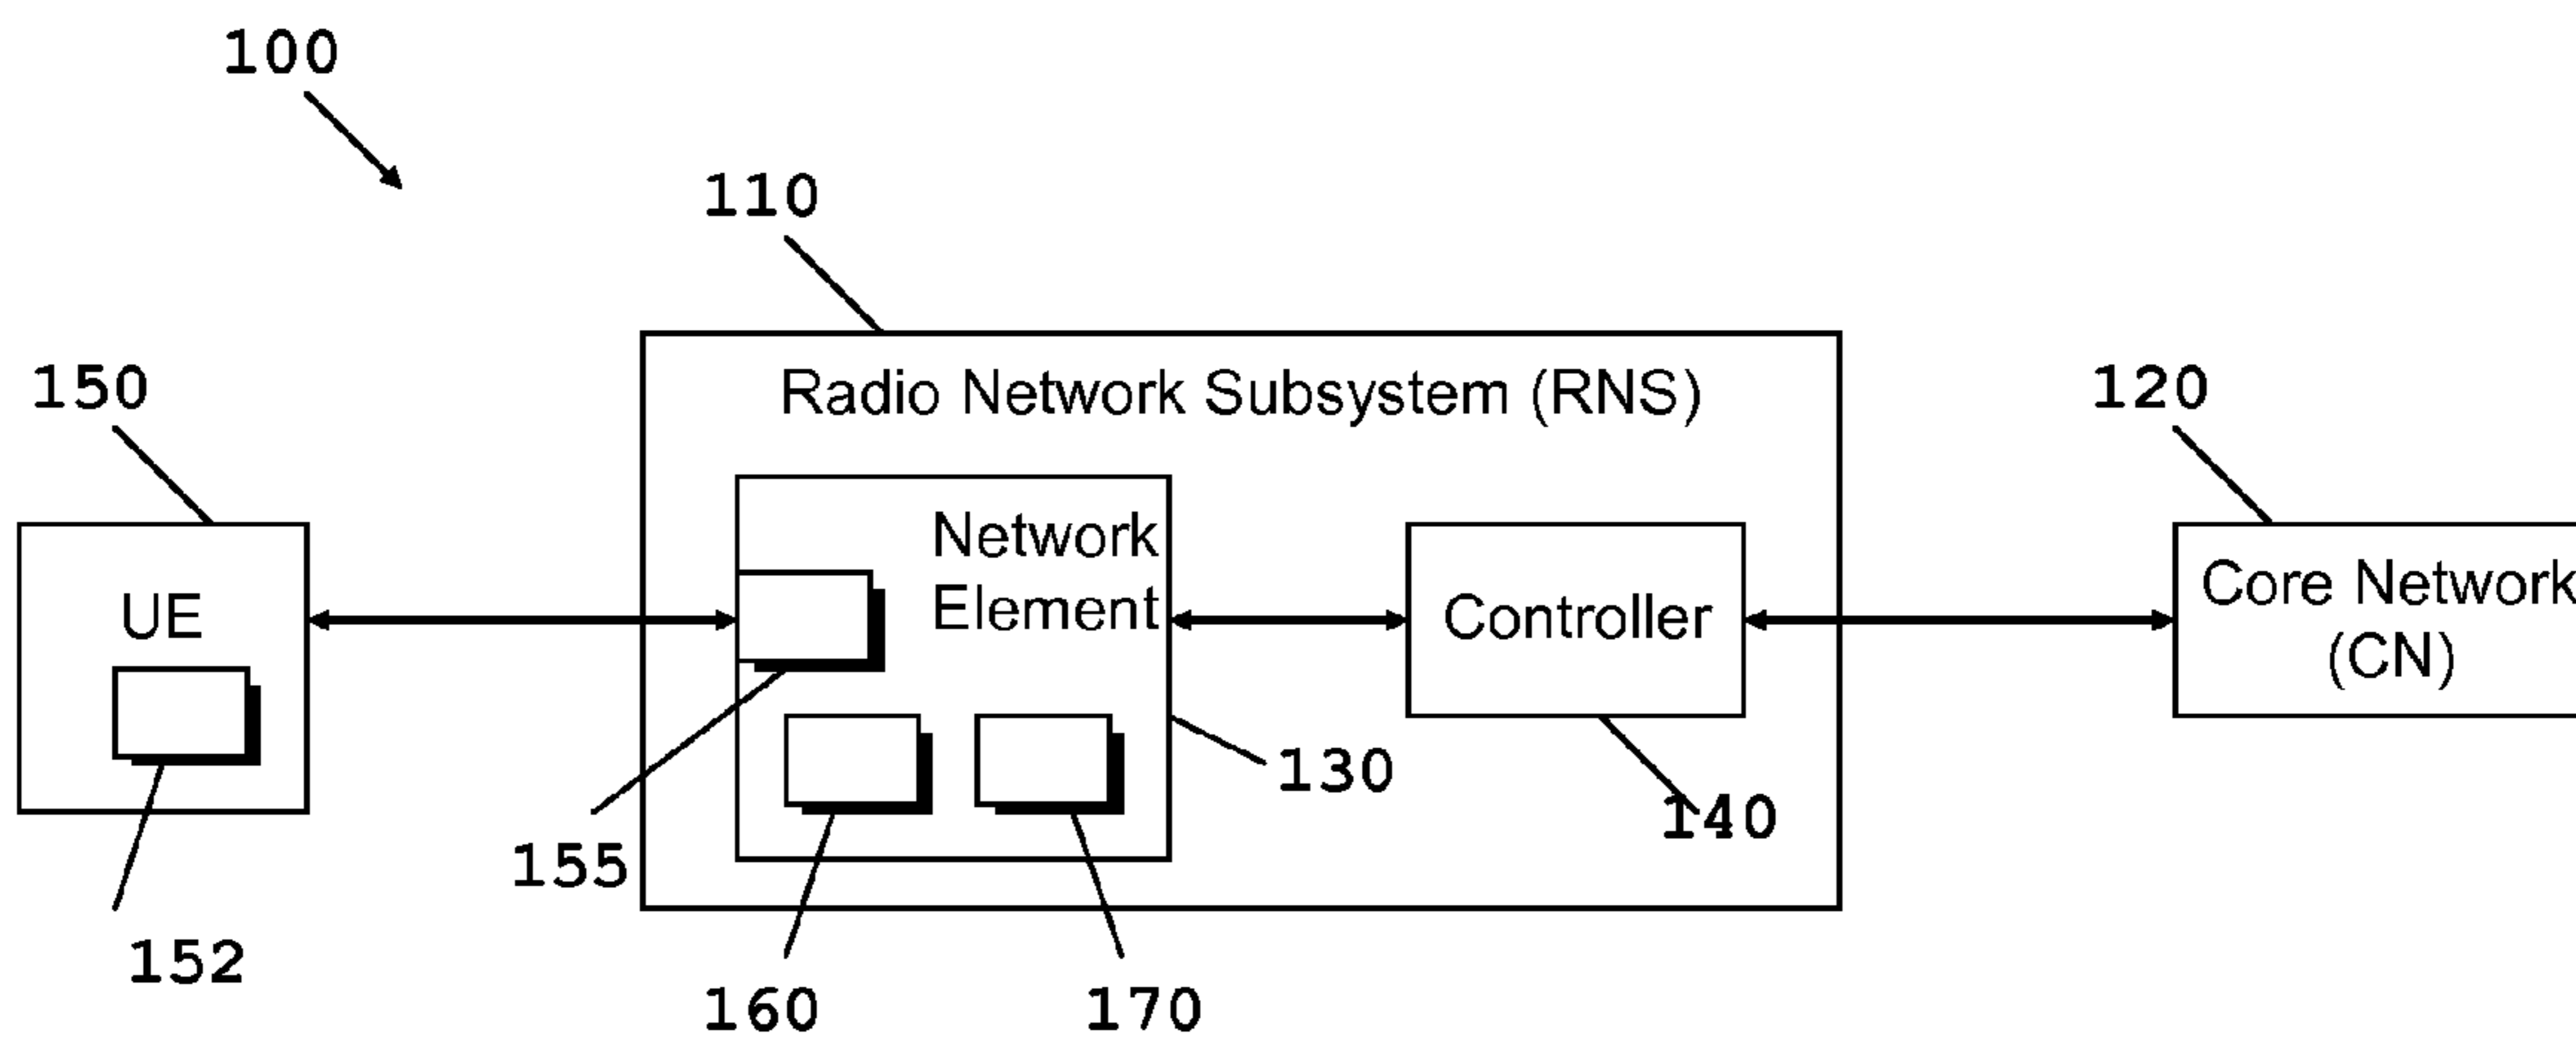 100
110
Radio Network Subsystem (RNS)
150
120
Network
Element
UE
Controller
Core Network
(CN)
130
140
155
152
160
170